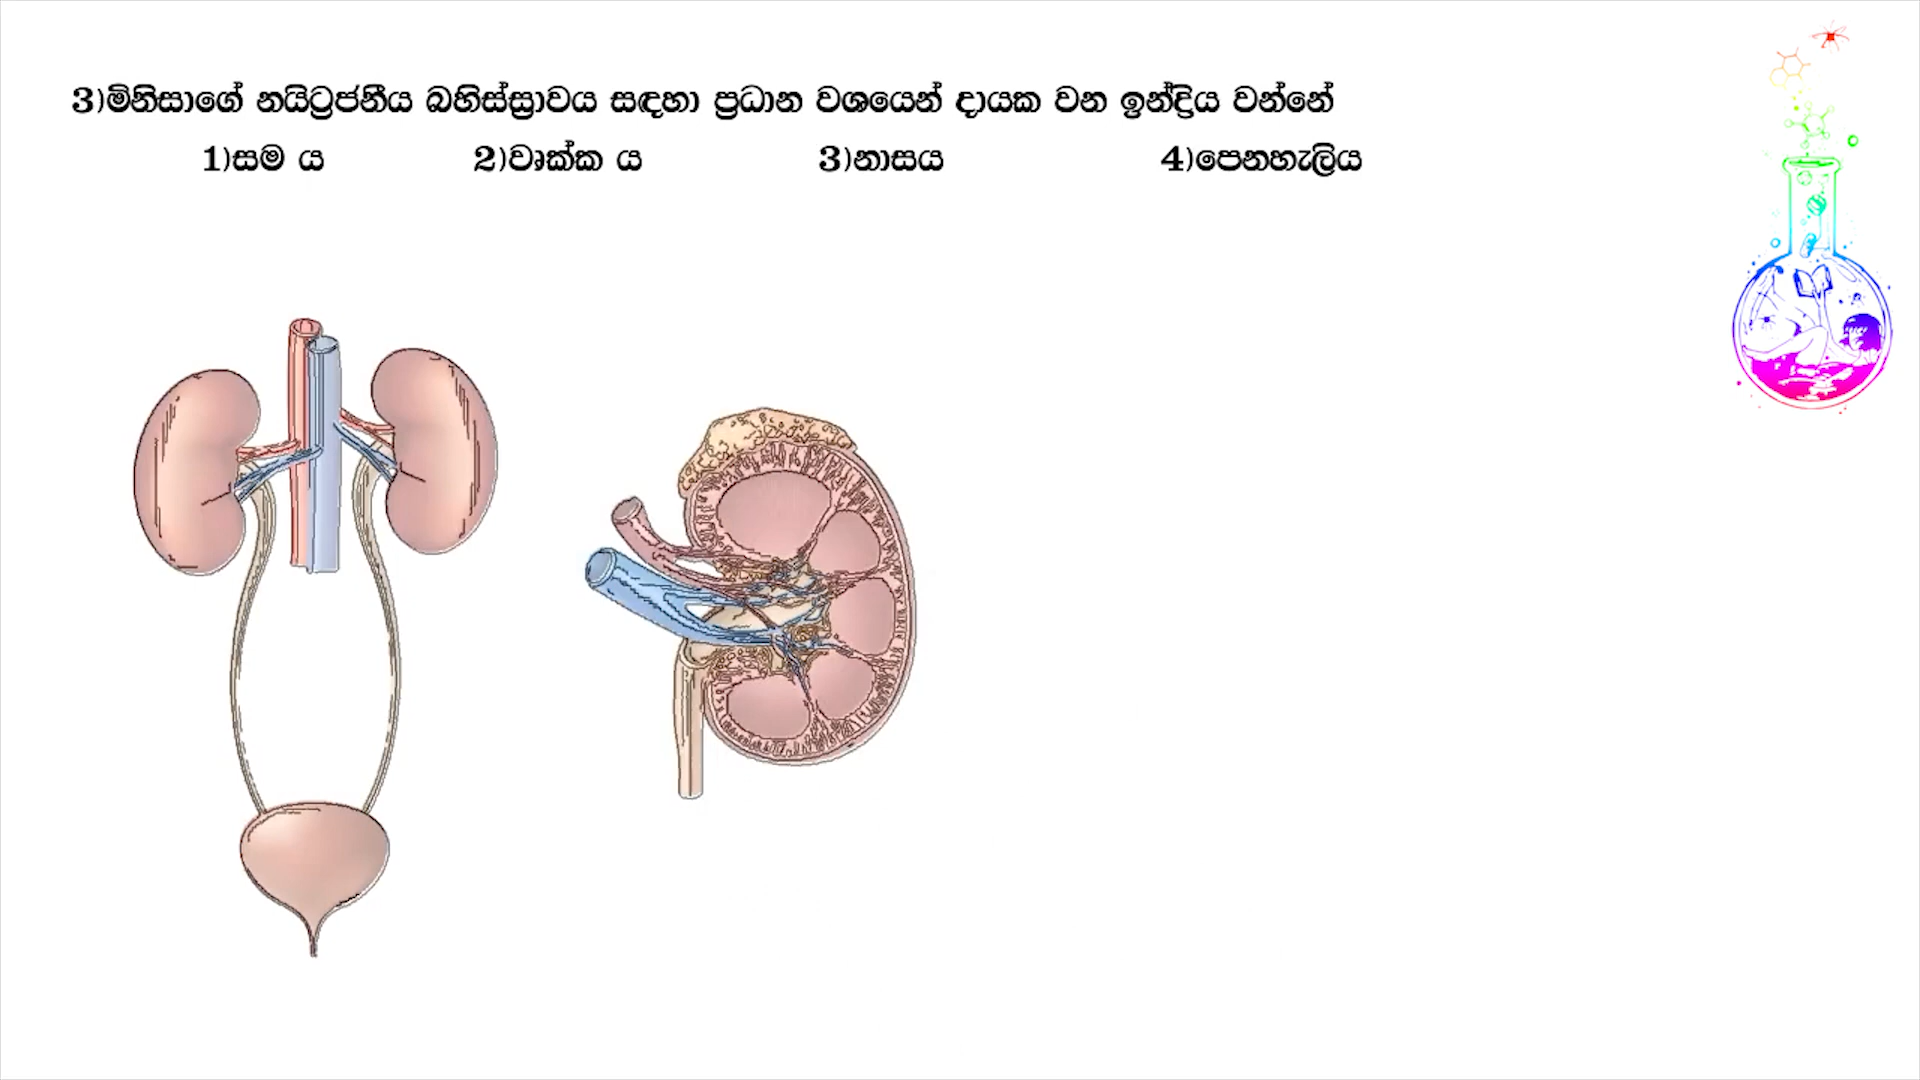 3)මිනිසාගේ නයිට්‍රජනීය බහිස්ස්‍රාවය සඳහා ප්‍රධාන වශයෙන් දායක වන ඉන්ද්‍රිය වන්නේ
1)සම ය 2)වෘක්ක ය 3)නාසය 4)පෙනහැලිය